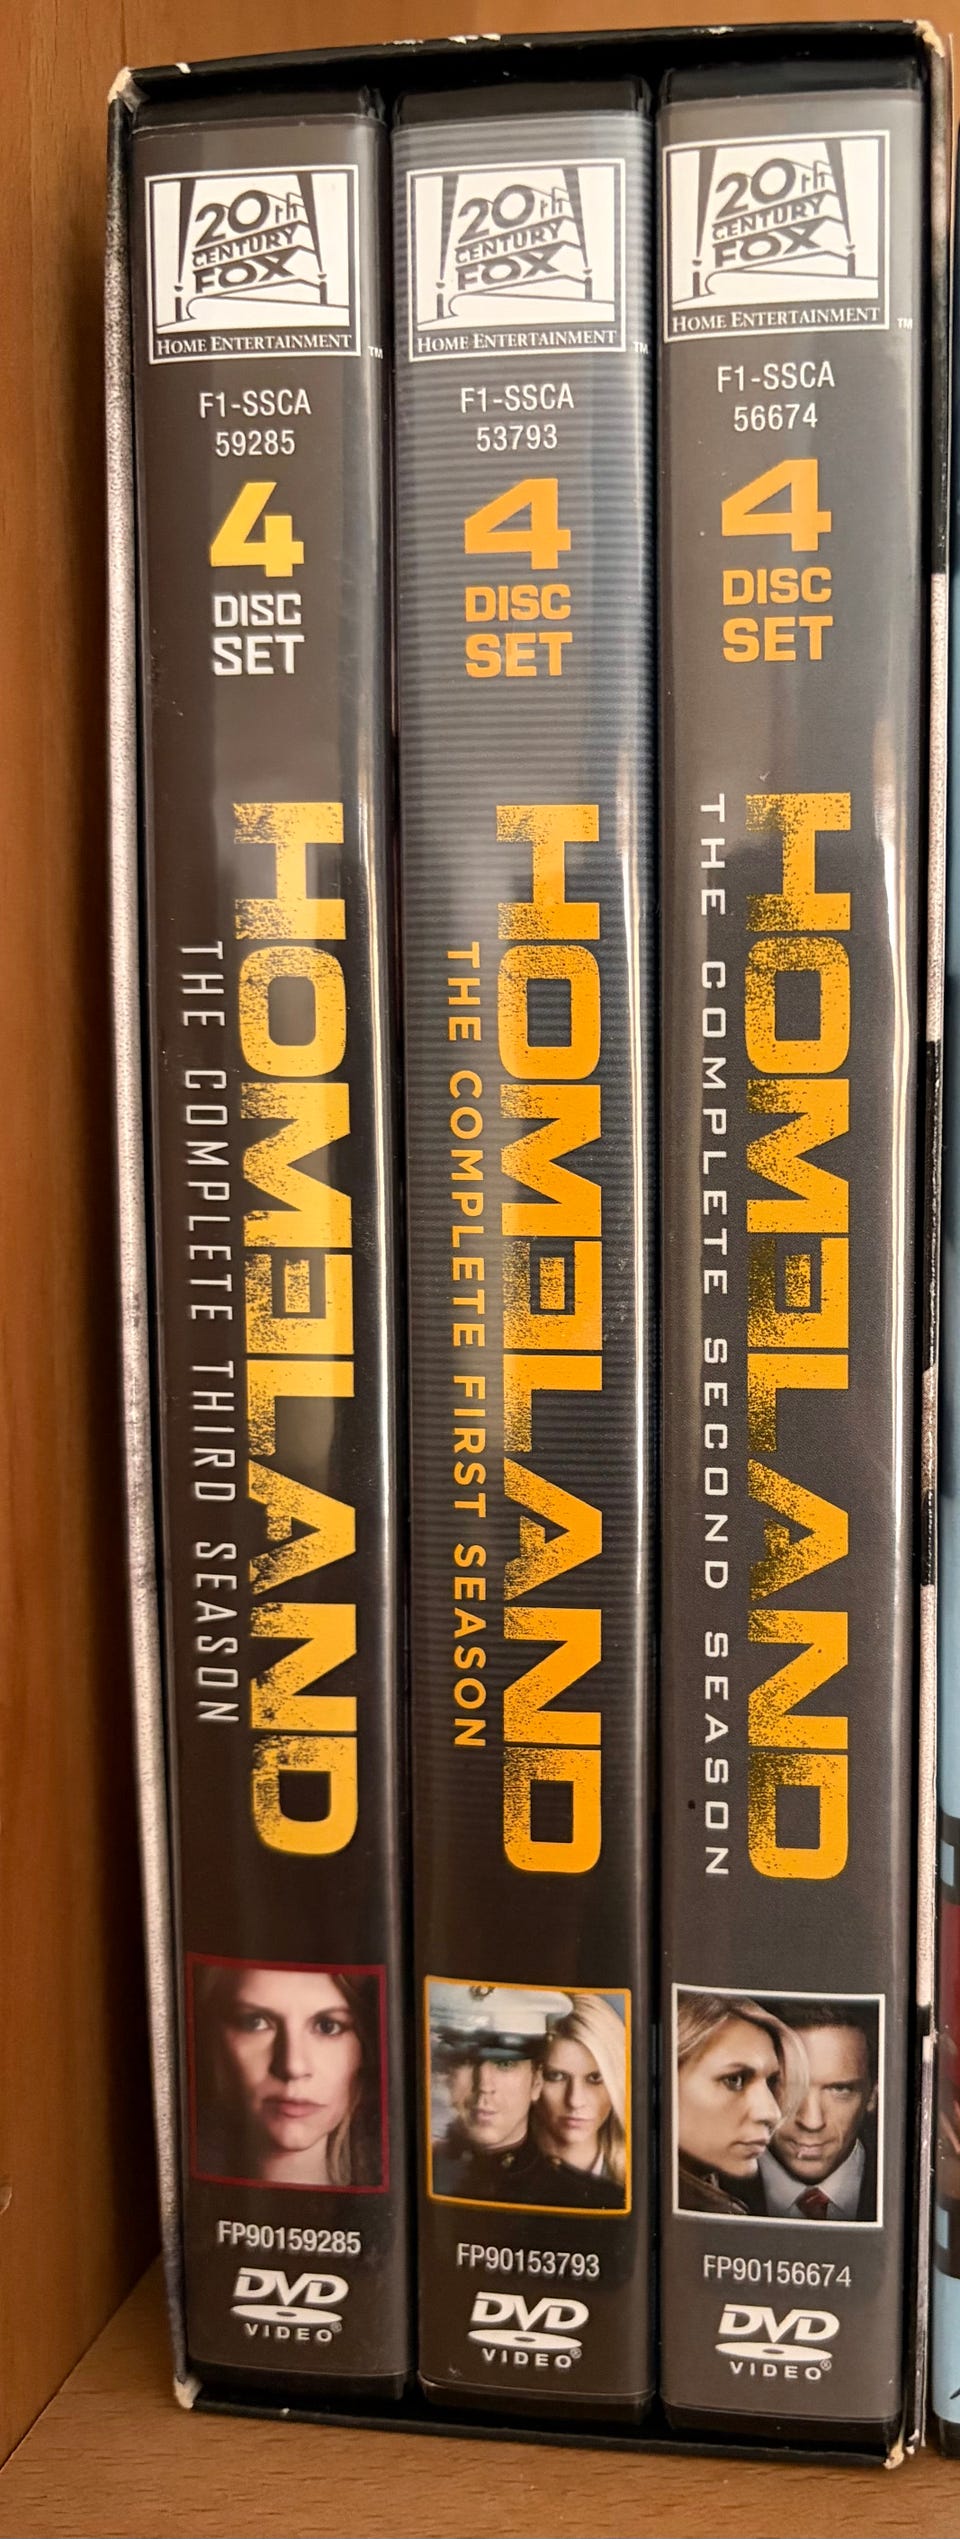 20th
CENTURY
FOX
HOME ENTERTAINMENT
TM
F1-SSCA
59285
4
DISC
SET
HOMELAND
THE COMPLETE THIRD SEASON
FP90159285
DVD
VIDEO®
20th
CENTURY
FOX
HOME ENTERTAINMENT
TM
F1-SSCA
53793
4
DISC
SET
HOMELAND
THE COMPLETE FIRST SEASON
FP90153793
DVD
VIDEO®
20th
CENTURY
FOX
HOME ENTERTAINMENT
TM
F1-SSCA
56674
4
DISC
SET
HOMELAND
THE COMPLETE SECOND SEASON
FP90156674
DVD
VIDEO®